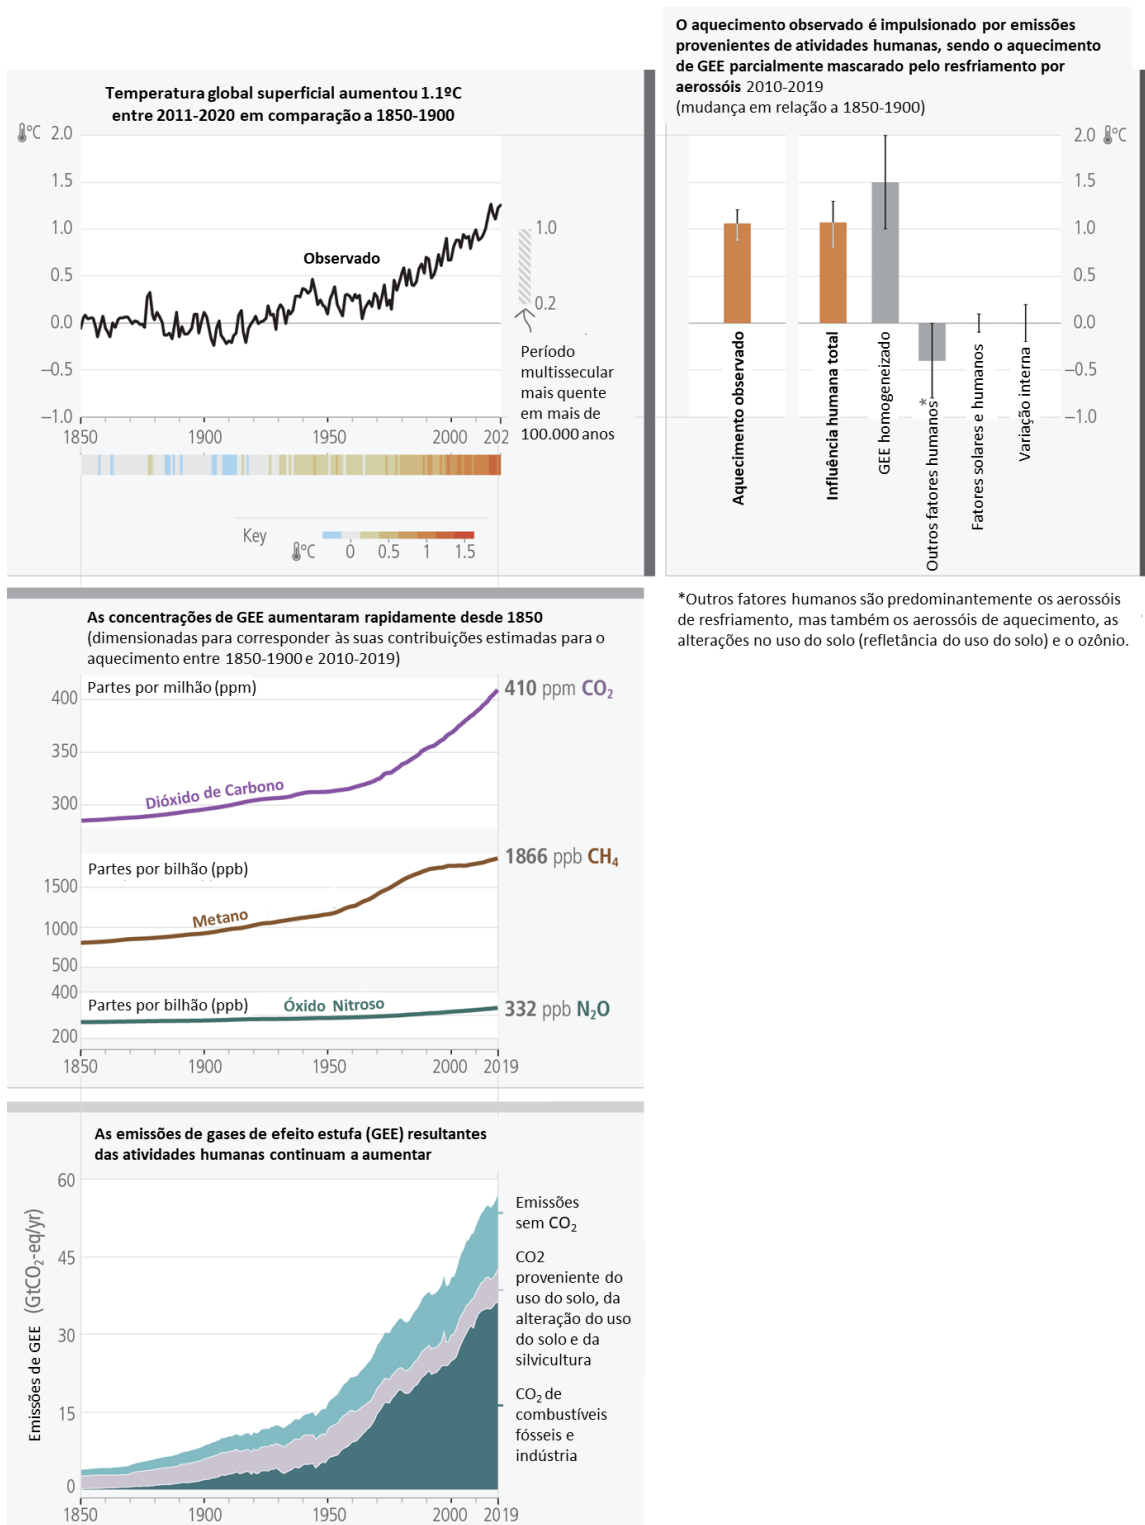 Temperatura global superficial aumentou 1.1ºC
entre 2011-2020 em comparação a 1850-1900
°C 2.0
1.5
1.0
0.5
0.0
–0.5
–1.0
Observado
1.0
0.2
Período
multissecular
mais quente
em mais de
100.000 anos
1850 1900 1950 2000 202
Key
°C 0 0.5 1 1.5
O aquecimento observado é impulsionado por emissões
provenientes de atividades humanas, sendo o aquecimento
de GEE parcialmente mascarado pelo resfriamento por
aerossóis 2010-2019
(mudança em relação a 1850-1900)
2.0 °C
1.5
1.0
0.5
0.0
–0.5
–1.0
Aquecimento observado
Influência humana total
GEE homogeneizado
Outros fatores humanos*
Fatores solares e humanos
Variação interna
*Outros fatores humanos são predominantemente os aerossóis
de resfriamento, mas também os aerossóis de aquecimento, as
alterações no uso do solo (refletância do uso do solo) e o ozônio.
As concentrações de GEE aumentaram rapidamente desde 1850
(dimensionadas para corresponder às suas contribuições estimadas para o
aquecimento entre 1850-1900 e 2010-2019)
Partes por milhão (ppm)
400
350
300
Dióxido de Carbono
410 ppm CO₂
Partes por bilhão (ppb)
1500
1000
500
Metano
1866 ppb CH₄
400
Partes por bilhão (ppb)
Óxido Nitroso
200
332 ppb N₂O
1850 1900 1950 2000 2019
As emissões de gases de efeito estufa (GEE) resultantes
das atividades humanas continuam a aumentar
Emissões de GEE (GtCO₂-eq/yr)
60
45
30
15
0
Emissões
sem CO₂
CO2
proveniente do
uso do solo, da
alteração do uso
do solo e da
silvicultura
CO₂ de
combustíveis
fósseis e
indústria
1850 1900 1950 2000 2019